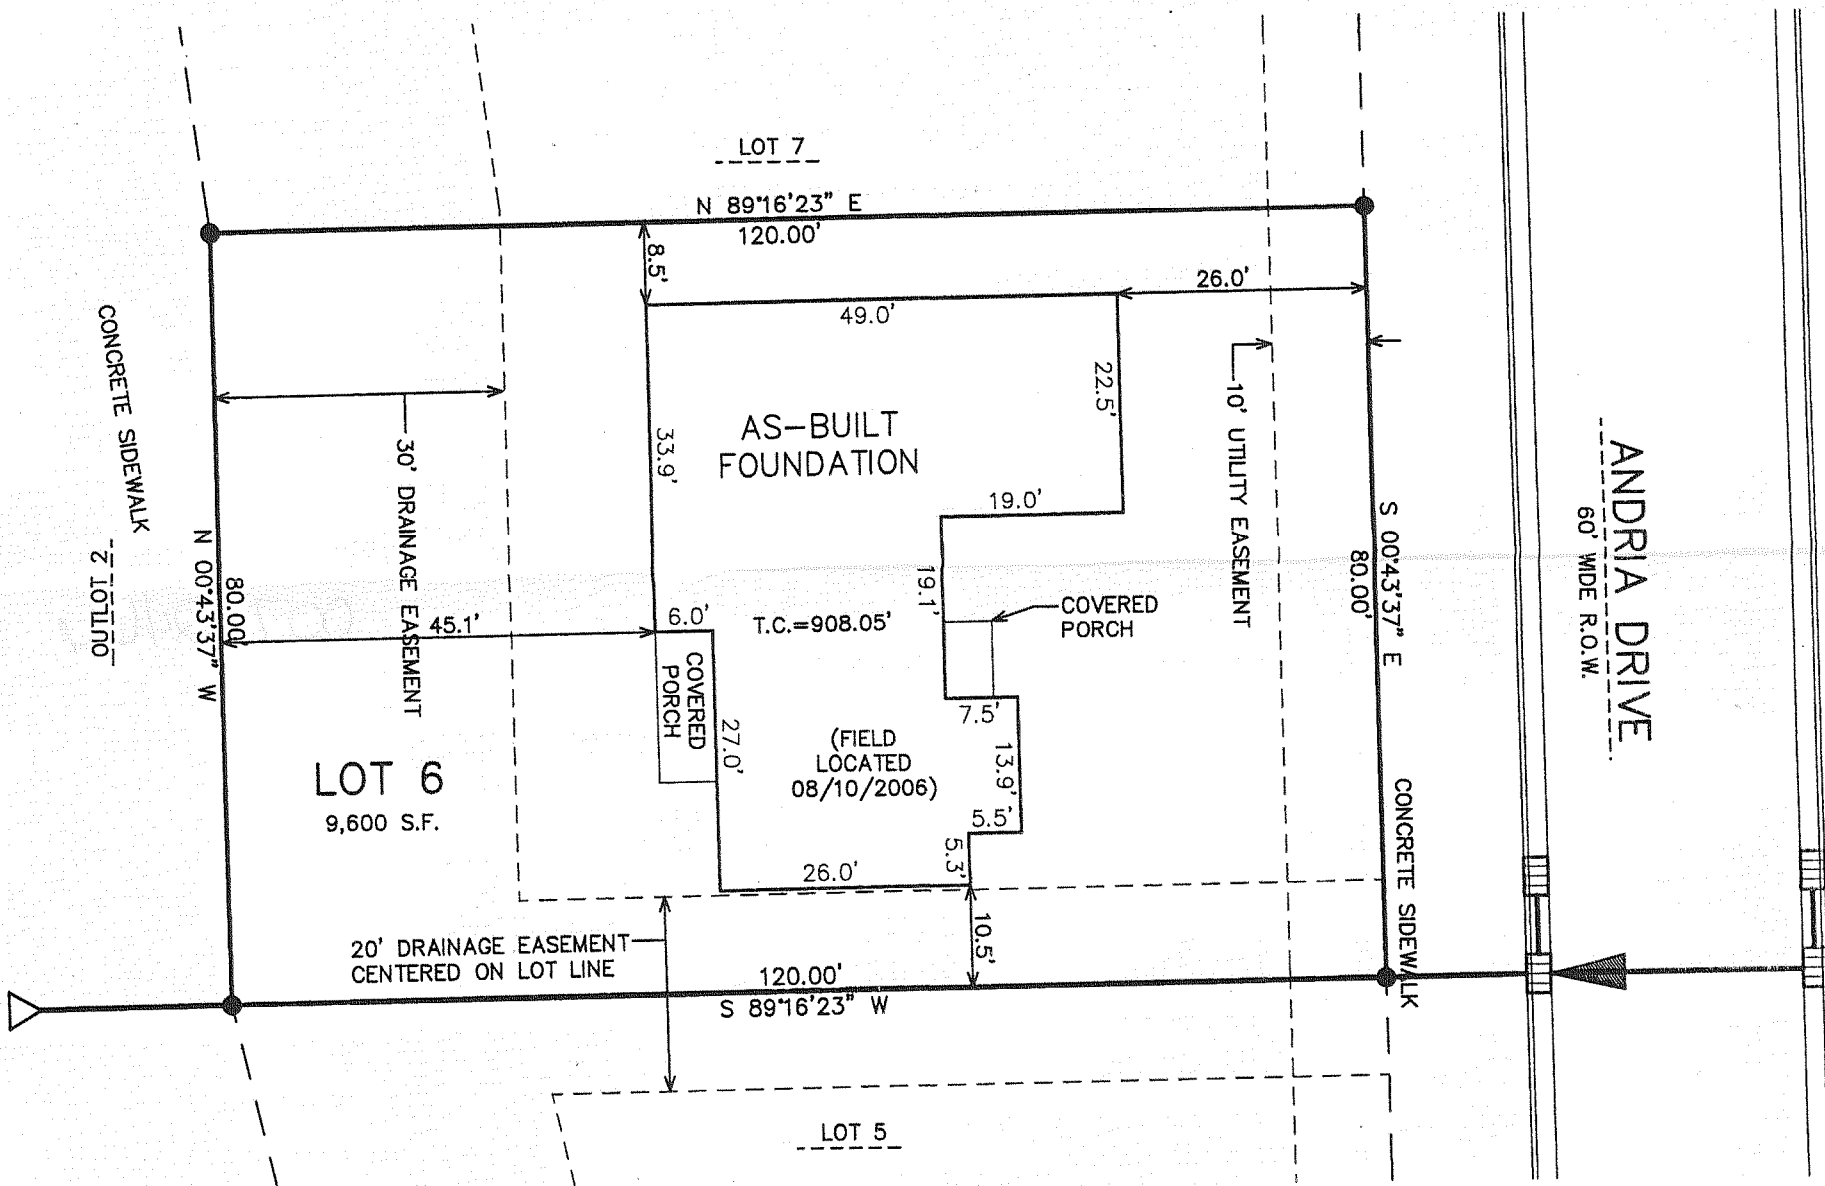 LOT 7
N 89°16'23" E
120.00'
8.5'
26.0'
49.0'
CONCRETE SIDEWALK
22.5'
10' UTILITY EASEMENT
AS-BUILT
FOUNDATION
33.9'
30' DRAINAGE EASEMENT
19.0'
S 00°43'37" E
80.00'
ANDRIA DRIVE
60' WIDE R.O.W.
OUTLOT 2
N 00°43'37" W
80.00'
45.1'
6.0'
T.C.=908.05'
19.1'
COVERED
PORCH
COVERED
PORCH
27.0'
7.5'
(FIELD
LOCATED
08/10/2006)
13.9'
LOT 6
9,600 S.F.
5.5'
5.3'
26.0'
CONCRETE SIDEWALK
20' DRAINAGE EASEMENT
CENTERED ON LOT LINE
10.5'
120.00'
S 89°16'23" W
LOT 5